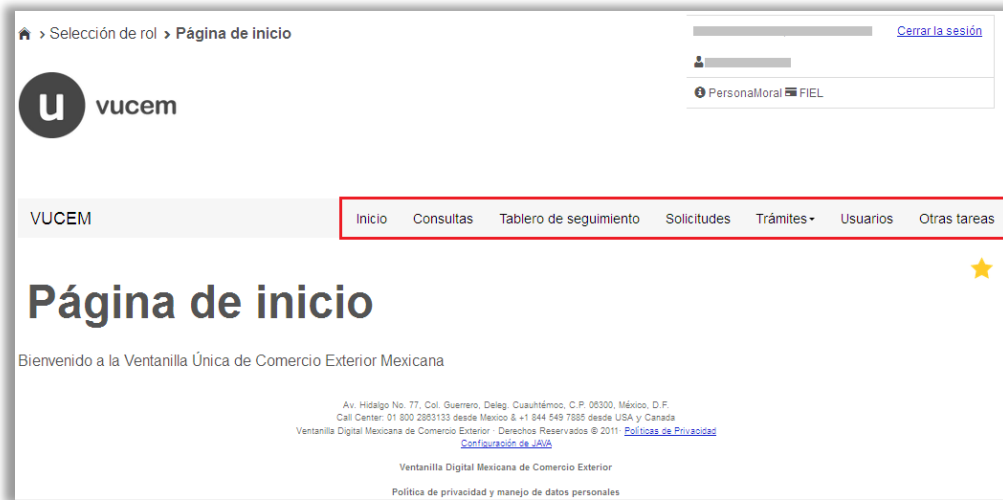 Selección de rol > Página de inicio
Cerrar la sesión
PersonaMoral FIEL
u vucem
VUCEM
Inicio Consultas Tablero de seguimiento Solicitudes Trámites Usuarios Otras tareas
Página de inicio
Bienvenido a la Ventanilla Única de Comercio Exterior Mexicana
Av. Hidalgo No. 77, Col. Guerrero, Deleg. Cuauhtémoc, C.P. 06300, México, D.F.
Call Center: 01 800 2863133 desde Mexico & +1 844 549 7885 desde USA y Canada
Ventanilla Digital Mexicana de Comercio Exterior · Derechos Reservados © 2011· Políticas de Privacidad
Configuración de JAVA
Ventanilla Digital Mexicana de Comercio Exterior
Política de privacidad y manejo de datos personales